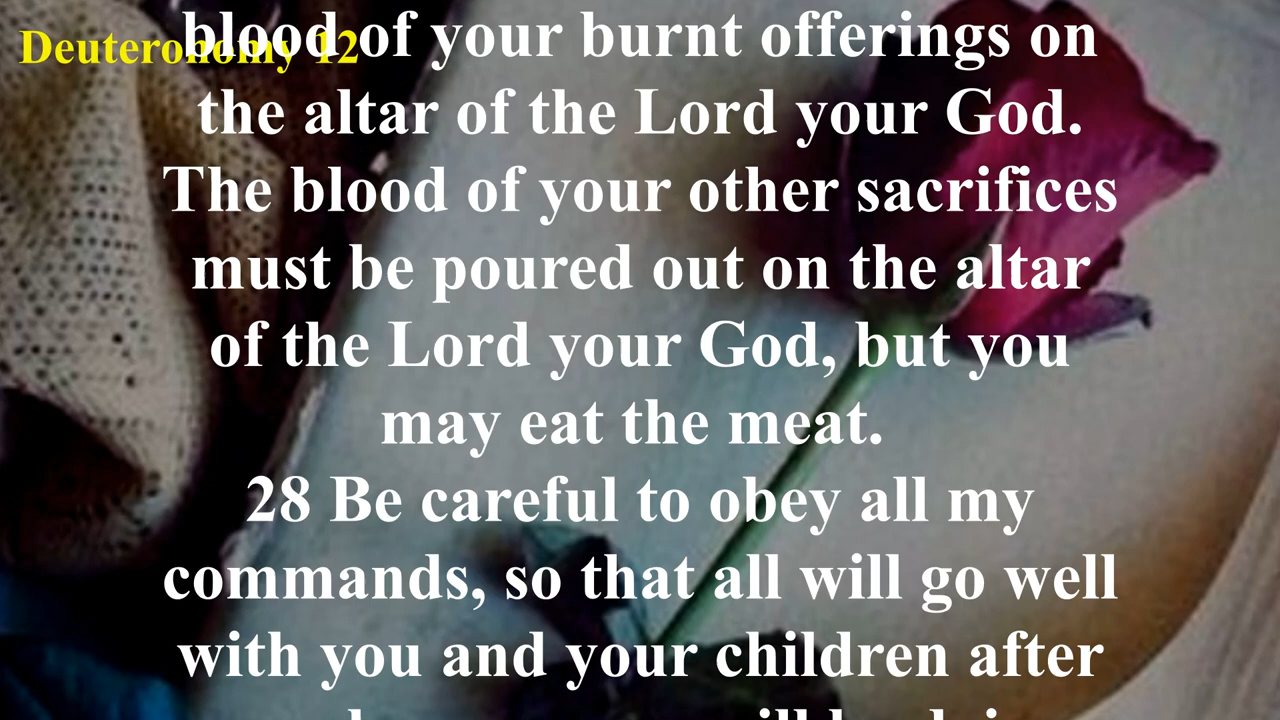 Deuteronomy 12
blood of your burnt offerings on
the altar of the Lord your God.
The blood of your other sacrifices
must be poured out on the altar
of the Lord your God, but you
may eat the meat.
28 Be careful to obey all my
commands, so that all will go well
with you and your children after